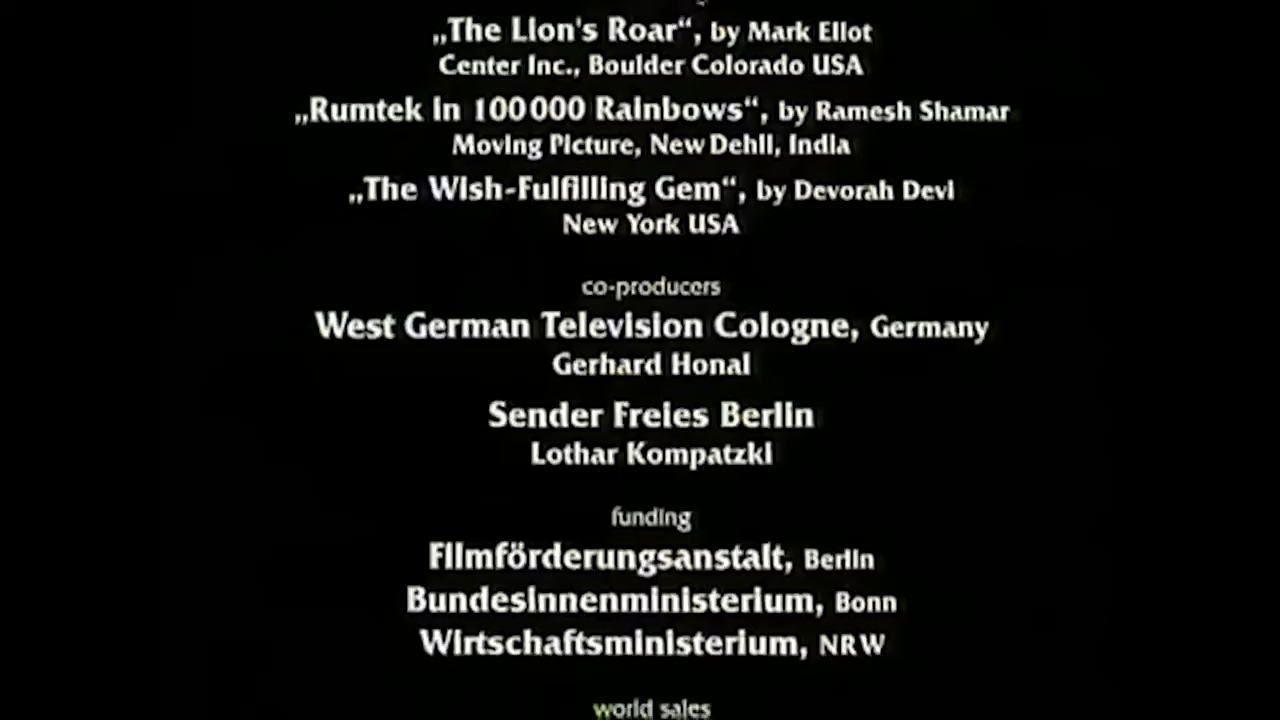 „The Lion's Roar“, by Mark Ellot
Center Inc., Boulder Colorado USA
„Rumtek in 100000 Rainbows“, by Ramesh Shamar
Moving Picture, New Dehli, India
„The Wish-Fulfilling Gem“, by Devorah Devi
New York USA
co-producers
West German Television Cologne, Germany
Gerhard Honal
Sender Freies Berlin
Lothar Kompatzki
funding
Filmförderungsanstalt, Berlin
Bundesinnenministerium, Bonn
Wirtschaftsministerium, NRW
world sales